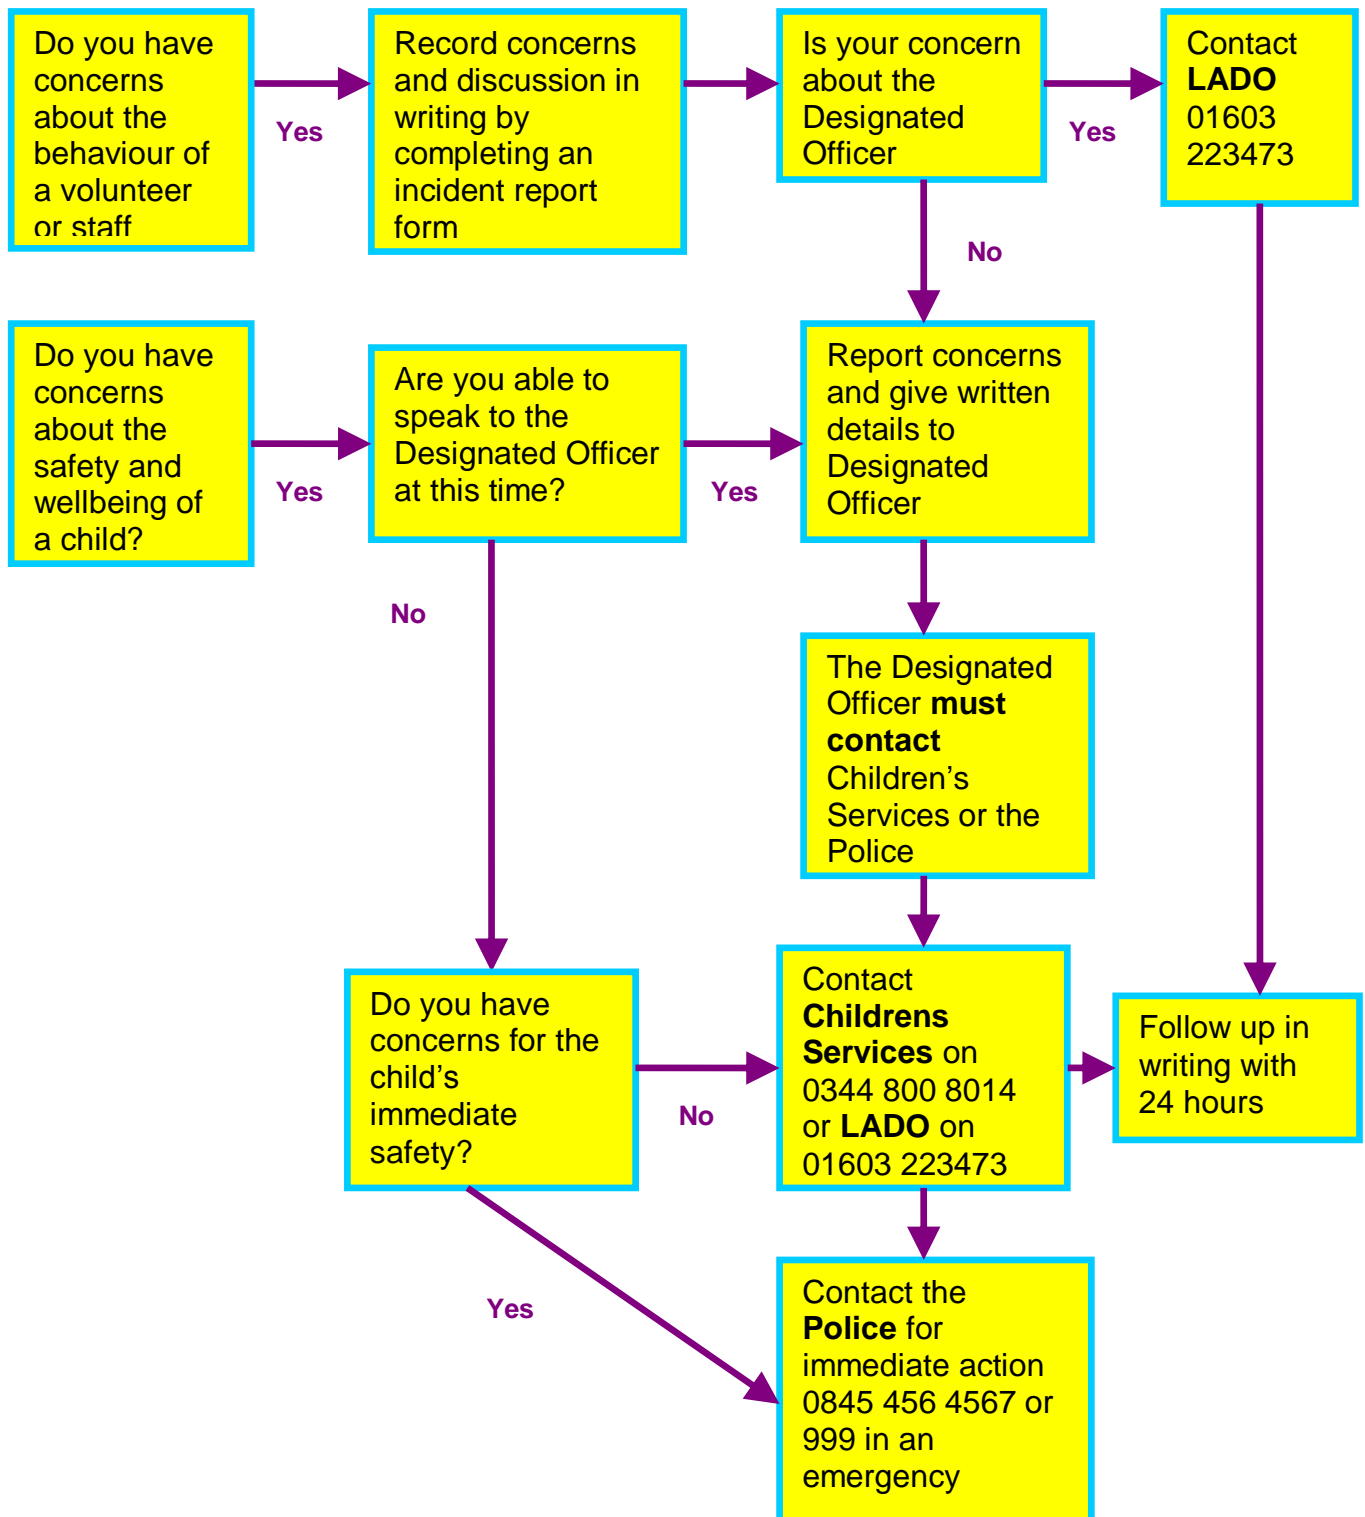 Do you have
concerns
about the
behaviour of
a volunteer
or staff
Yes
Record concerns
and discussion in
writing by
completing an
incident report
form
Is your concern
about the
Designated
Officer
Yes
Contact
LADO
01603
223473
No
Do you have
concerns
about the
safety and
wellbeing of
a child?
Yes
Are you able to
speak to the
Designated Officer
at this time?
Yes
Report concerns
and give written
details to
Designated
Officer
No
The Designated
Officer must
contact
Children's
Services or the
Police
Do you have
concerns for the
child's
immediate
safety?
No
Contact
Childrens
Services on
0344 800 8014
or LADO on
01603 223473
Follow up in
writing with
24 hours
Yes
Contact the
Police for
immediate action
0845 456 4567 or
999 in an
emergency